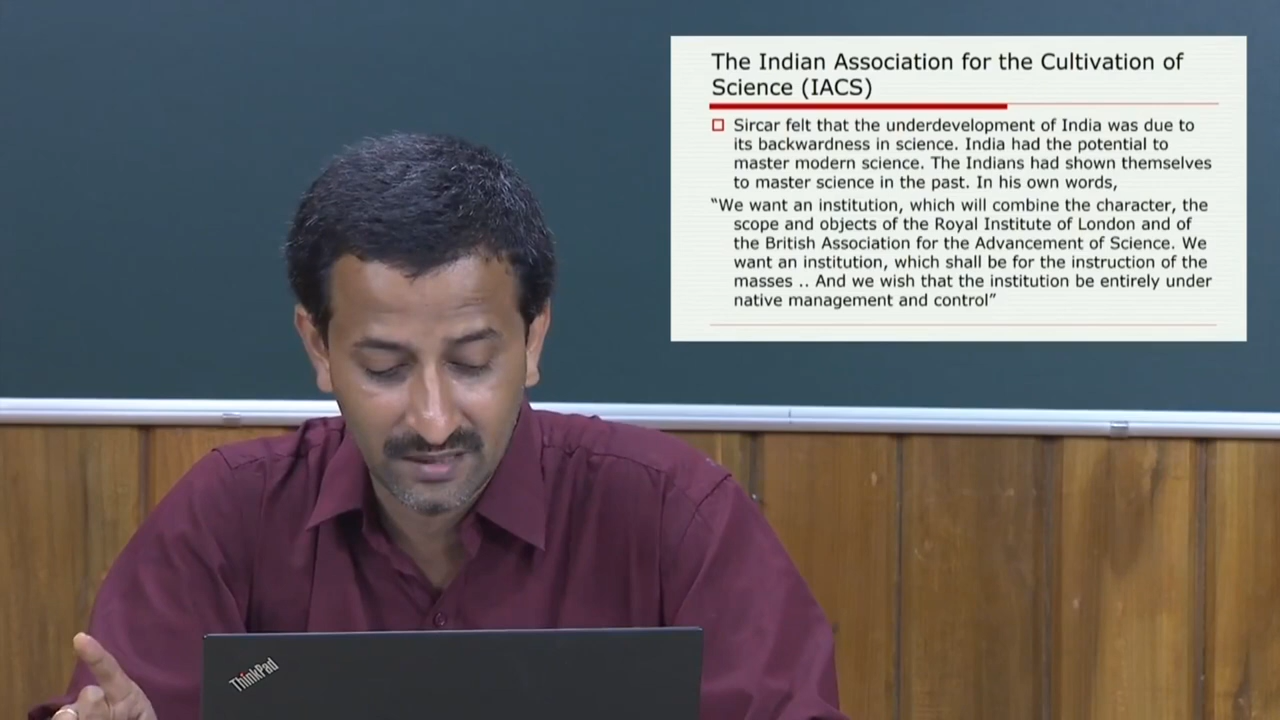 The Indian Association for the Cultivation of
Science (IACS)
Sircar felt that the underdevelopment of India was due to
its backwardness in science. India had the potential to
master modern science. The Indians had shown themselves
to master science in the past. In his own words,
“We want an institution, which will combine the character, the
scope and objects of the Royal Institute of London and of
the British Association for the Advancement of Science. We
want an institution, which shall be for the instruction of the
masses .. And we wish that the institution be entirely under
native management and control”
ThinkPad